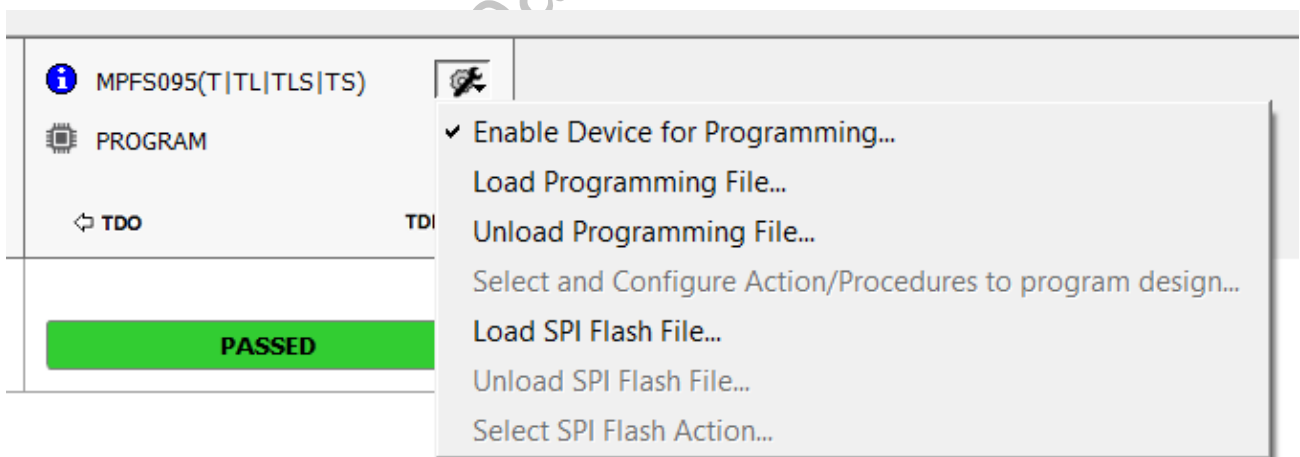 MPFS095(T|TL|TLS|TS)
PROGRAM
TDO
Enable Device for Programming...
Load Programming File...
Unload Programming File...
Select and Configure Action/Procedures to program design...
Load SPI Flash File...
Unload SPI Flash File...
Select SPI Flash Action...
PASSED